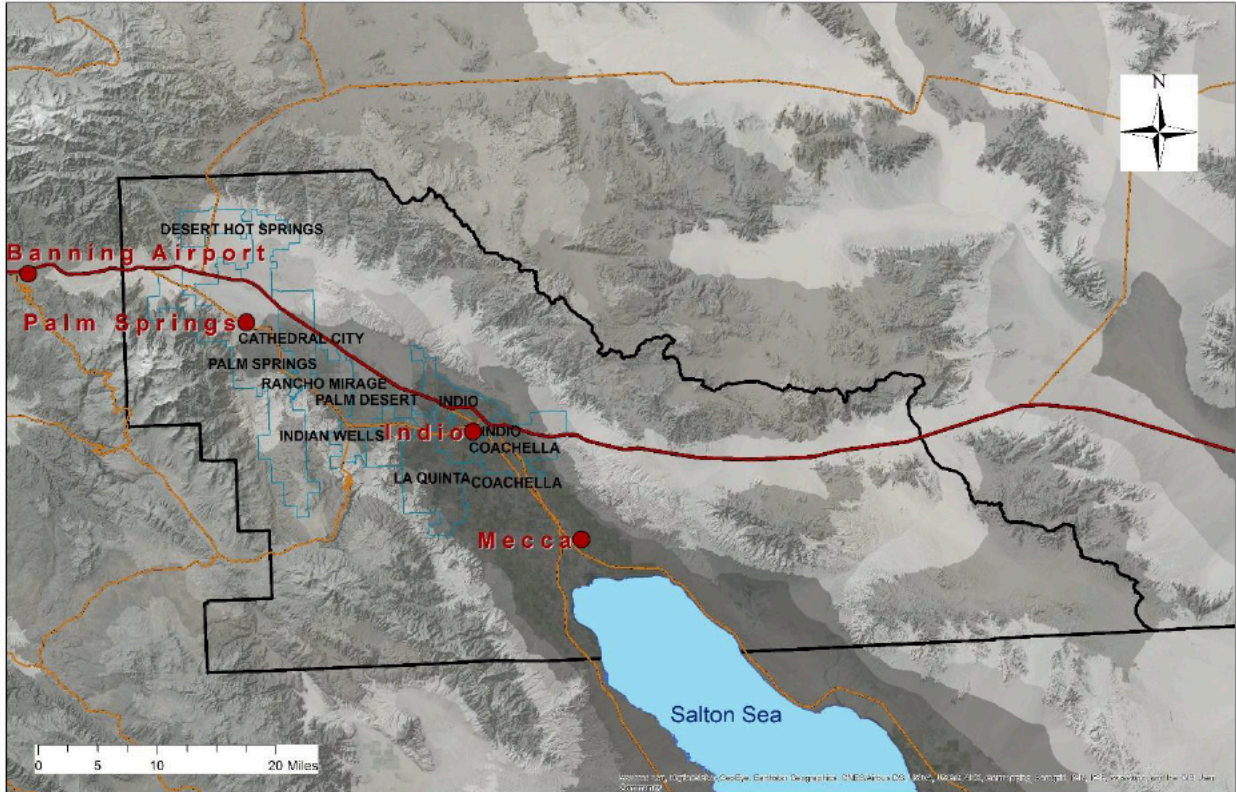 N
DESERT HOT SPRINGS
Banning Airport
Palm Springs
CATHEDRAL CITY
PALM SPRINGS
RANCHO MIRAGE
PALM DESERT
INDIO
INDIAN WELLS
Indio
INDIO
COACHELLA
LA QUINTA
COACHELLA
Mecca
Salton Sea
0 5 10 20 Miles
Community